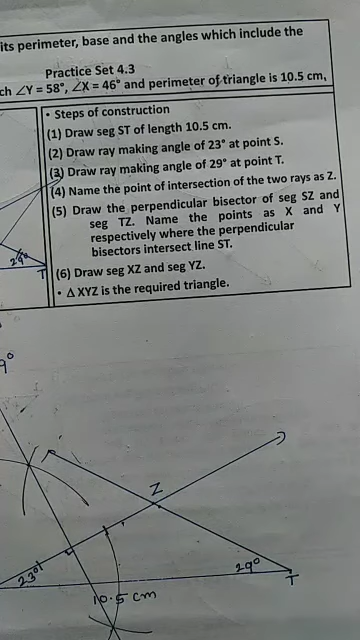 its perimeter, base and the angles which include the
Practice Set 4.3
ch ∠Y = 58°, ∠X = 46° and perimeter of triangle is 10.5 cm,
• Steps of construction
(1) Draw seg ST of length 10.5 cm.
(2) Draw ray making angle of 23° at point S.
(3) Draw ray making angle of 29° at point T.
(4) Name the point of intersection of the two rays as Z.
(5) Draw the perpendicular bisector of seg SZ and
seg TZ. Name the points as X and Y
respectively where the perpendicular
bisectors intersect line ST.
(6) Draw seg XZ and seg YZ.
• Δ XYZ is the required triangle.
29°
T
9°
Z
23°
29°
T
10.5 cm